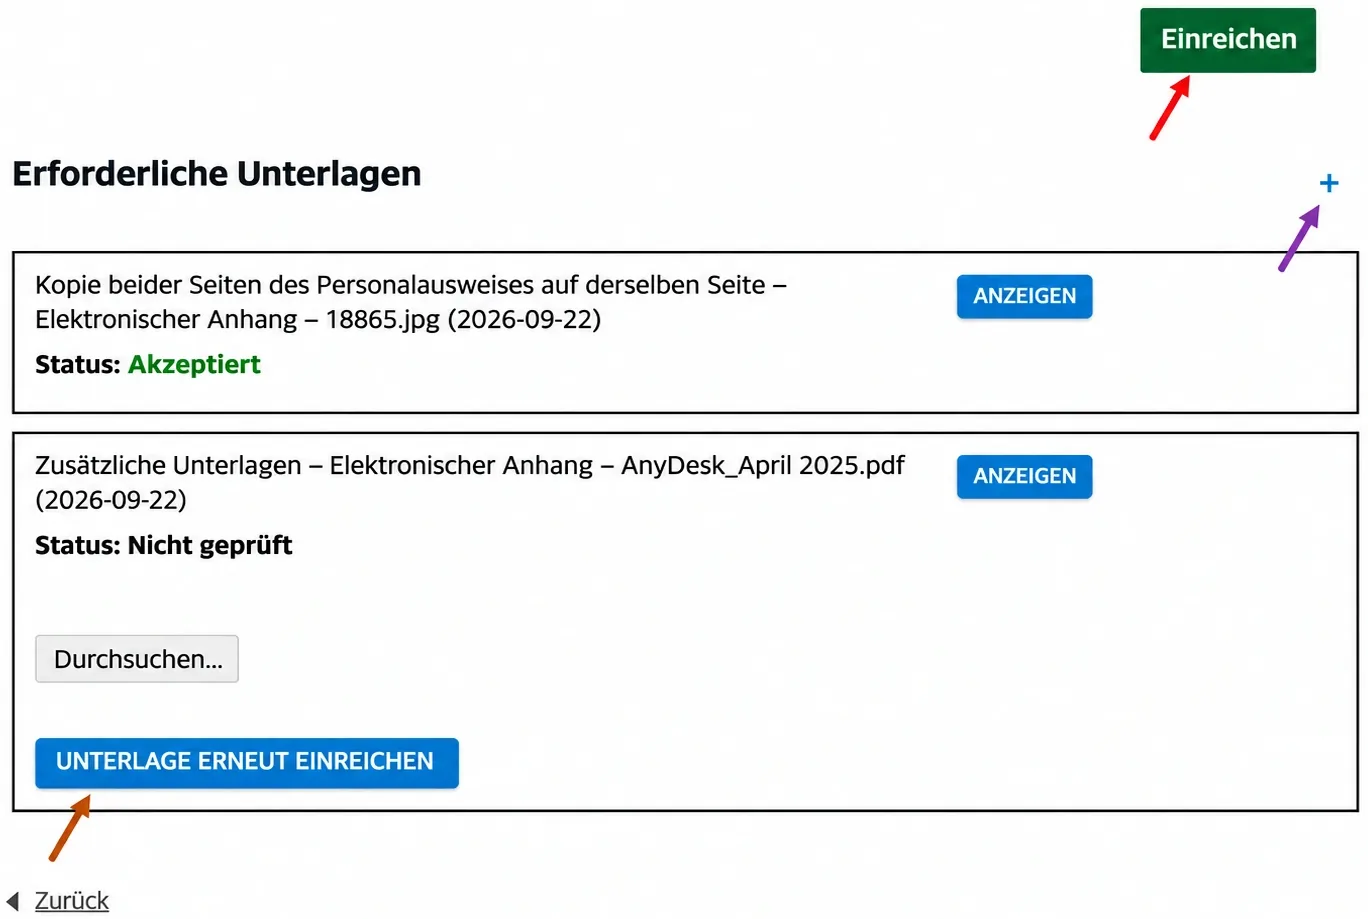 Einreichen
Erforderliche Unterlagen
+
Kopie beider Seiten des Personalausweises auf derselben Seite –
Elektronischer Anhang – 18865.jpg (2026-09-22)
ANZEIGEN
Status: Akzeptiert
Zusätzliche Unterlagen – Elektronischer Anhang – AnyDesk_April 2025.pdf
(2026-09-22)
ANZEIGEN
Status: Nicht geprüft
Durchsuchen...
UNTERLAGE ERNEUT EINREICHEN
Zurück